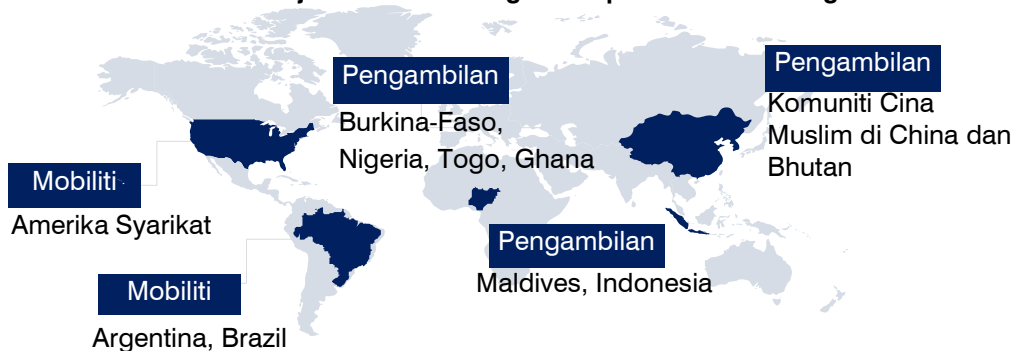 Pengambilan
Burkina-Faso,
Nigeria, Togo, Ghana
Pengambilan
Komuniti Cina
Muslim di China dan
Bhutan
Mobiliti
Amerika Syarikat
Pengambilan
Maldives, Indonesia
Mobiliti
Argentina, Brazil